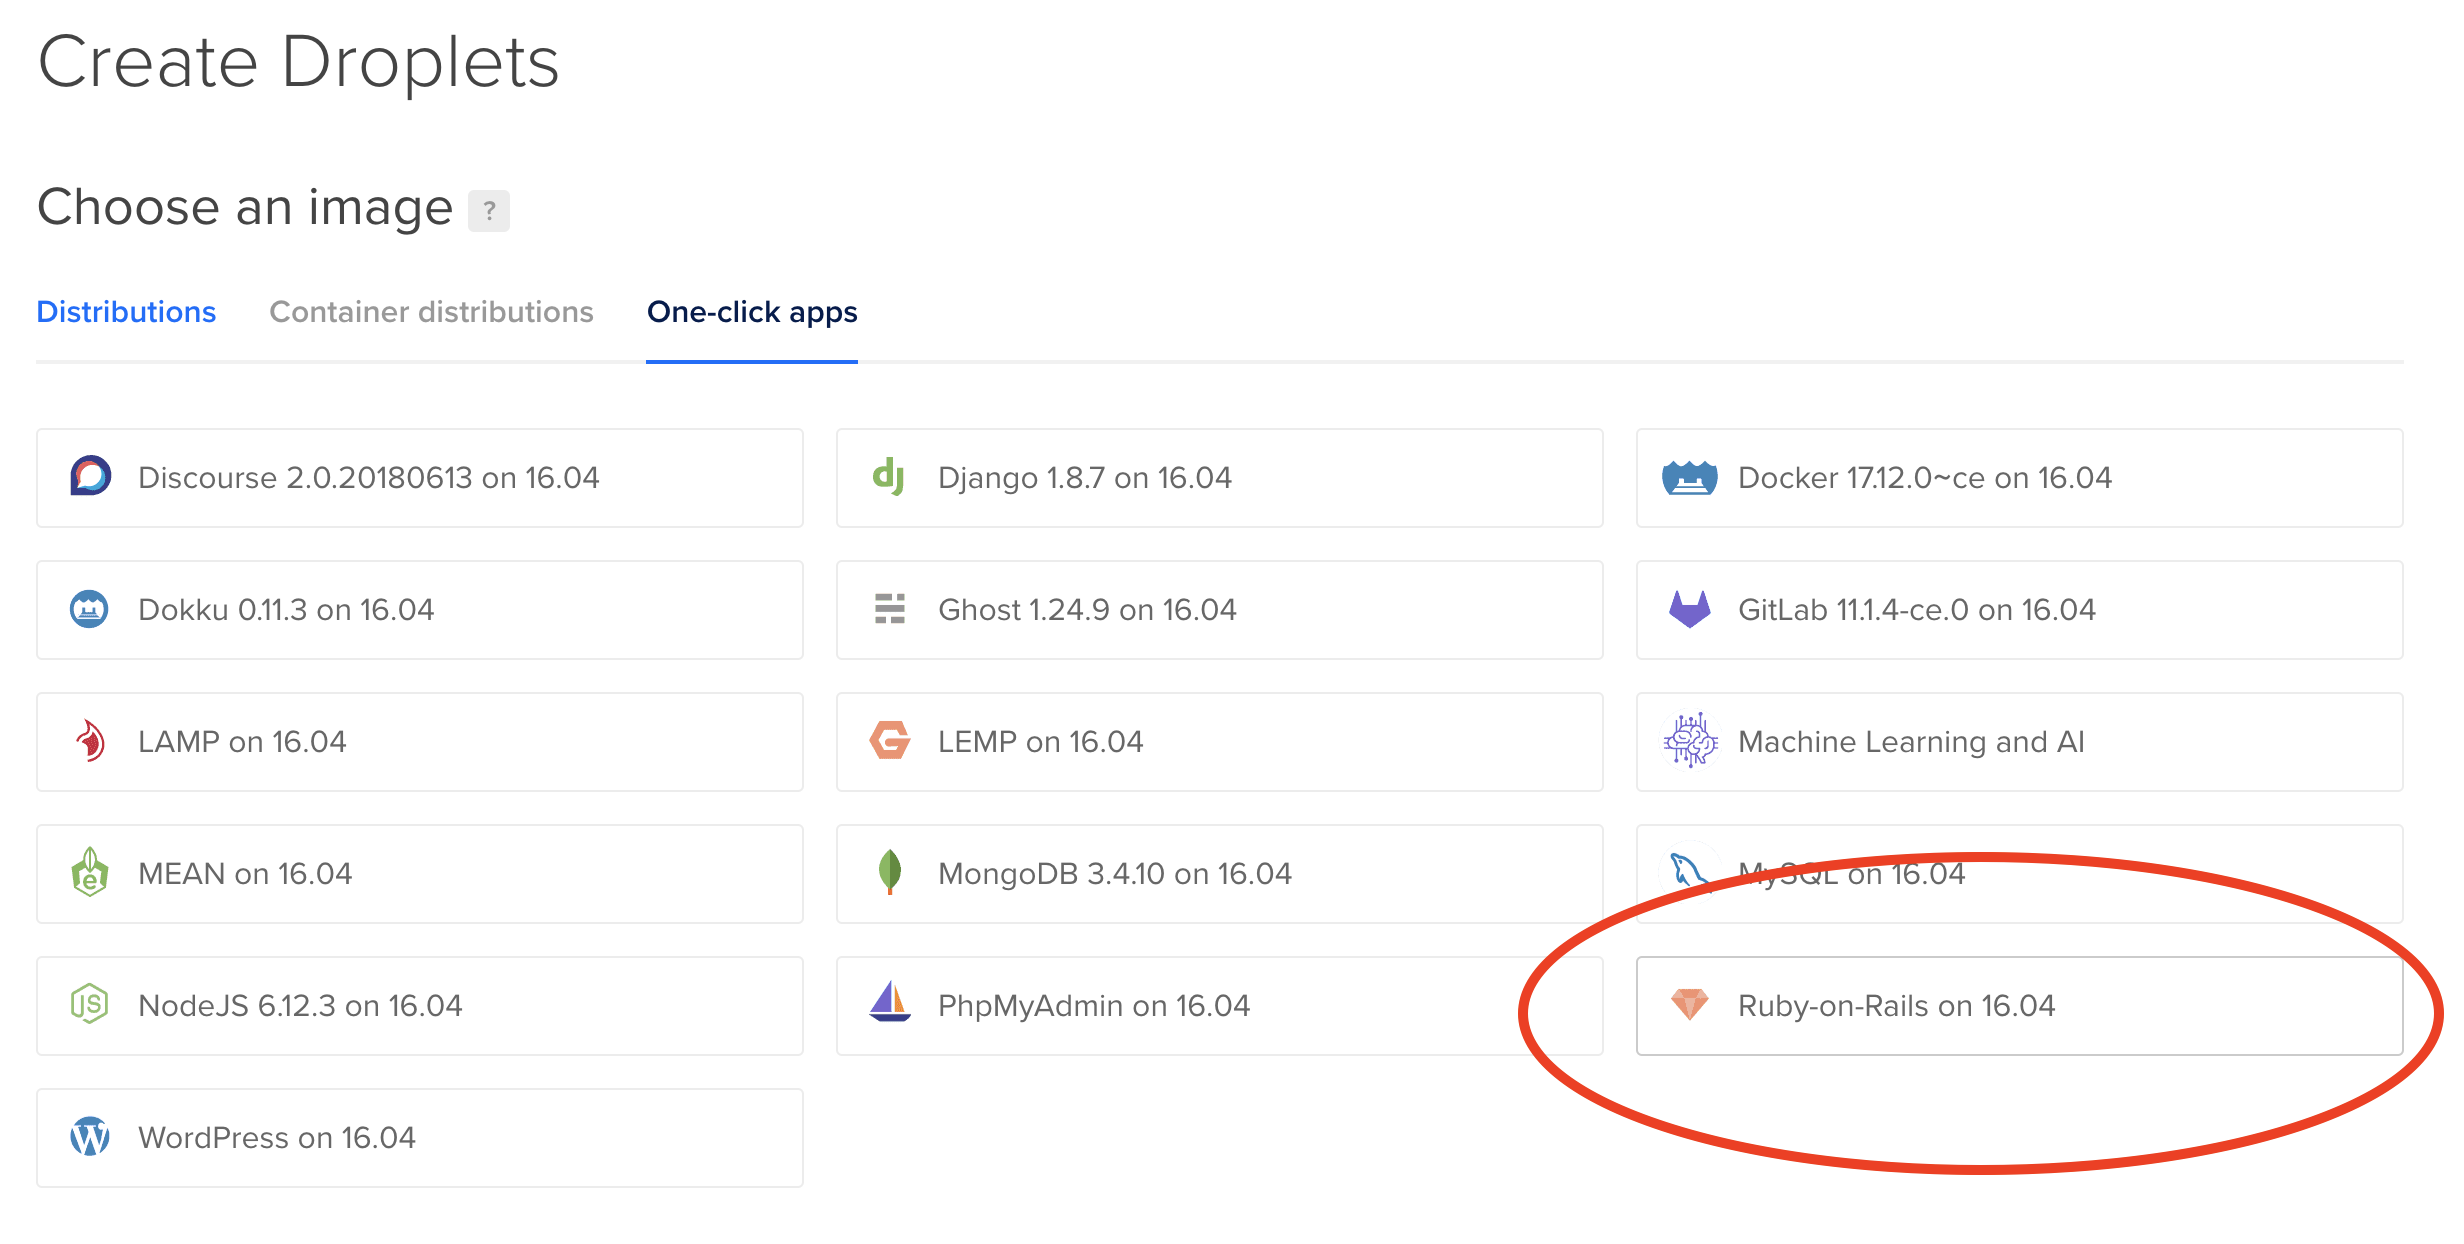 Create Droplets
Choose an image ?
Distributions Container distributions One-click apps
Discourse 2.0.20180613 on 16.04
Django 1.8.7 on 16.04
Docker 17.12.0~ce on 16.04
Dokku 0.11.3 on 16.04
Ghost 1.24.9 on 16.04
GitLab 11.1.4-ce.0 on 16.04
LAMP on 16.04
LEMP on 16.04
Machine Learning and AI
MEAN on 16.04
MongoDB 3.4.10 on 16.04
MySQL on 16.04
NodeJS 6.12.3 on 16.04
PhpMyAdmin on 16.04
Ruby-on-Rails on 16.04
WordPress on 16.04